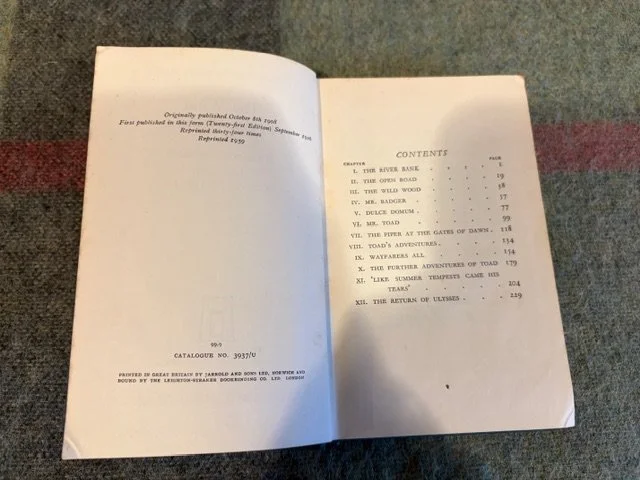 Originally published October 8th 1908
First published in this form (Twenty-first Edition) September
Reprinted thirty-four times
Reprinted 1959
99.9
CATALOGUE NO. 3937/U
PRINTED IN GREAT BRITAIN BY JARROLD AND SONS LTD, NORWICH AND
BOUND BY THE LEIGHTON-STRAKER BOOKBINDING CO. LTD. LONDON
CONTENTS
CHAPTER PAGE
I. THE RIVER BANK . . . . 1
II. THE OPEN ROAD . . . . 19
III. THE WILD WOOD . . . . 38
IV. MR. BADGER . . . . 57
V. DULCE DOMUM . . . . 77
VI. MR. TOAD . . . . 99
VII. THE PIPER AT THE GATES OF DAWN . 118
VIII. TOAD'S ADVENTURES . . . . 134
IX. WAYFARERS ALL . . . . 154
X. THE FURTHER ADVENTURES OF TOAD 179
XI. 'LIKE SUMMER TEMPESTS CAME HIS
TEARS' . . . . 204
XII. THE RETURN OF ULYSSES . . . 229